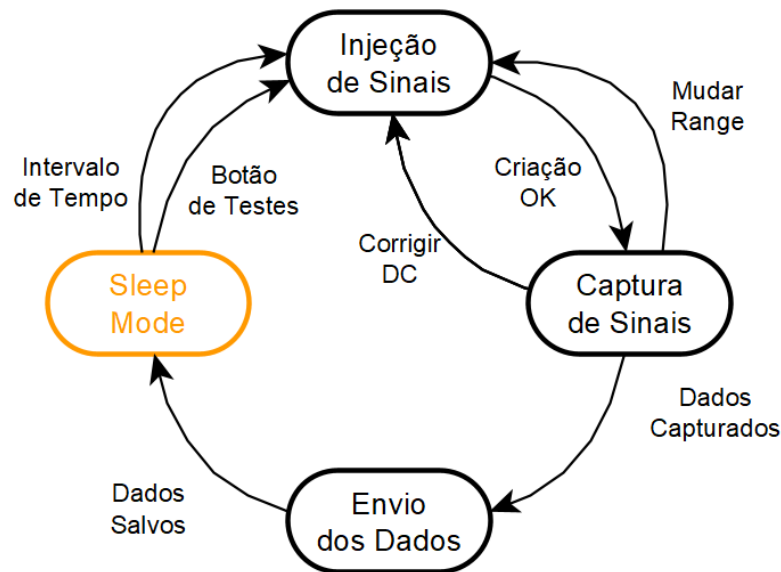 Injeção
de Sinais
Mudar
Range
Intervalo
de Tempo
Botão
de Testes
Criação
OK
Corrigir
DC
Sleep
Mode
Captura
de Sinais
Dados
Capturados
Dados
Salvos
Envio
dos Dados